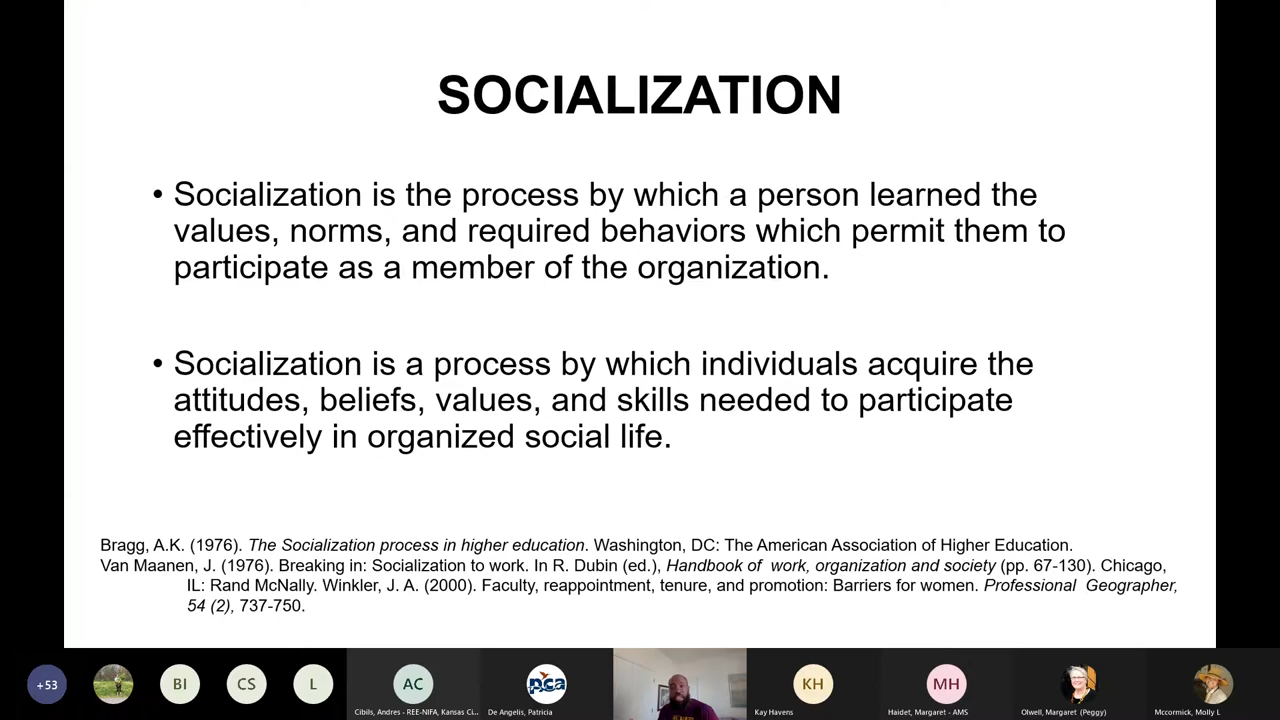 SOCIALIZATION
• Socialization is the process by which a person learned the
values, norms, and required behaviors which permit them to
participate as a member of the organization.
• Socialization is a process by which individuals acquire the
attitudes, beliefs, values, and skills needed to participate
effectively in organized social life.
Bragg, A.K. (1976). The Socialization process in higher education. Washington, DC: The American Association of Higher Education.
Van Maanen, J. (1976). Breaking in: Socialization to work. In R. Dubin (ed.), Handbook of work, organization and society (pp. 67-130). Chicago,
IL: Rand McNally. Winkler, J. A. (2000). Faculty, reappointment, tenure, and promotion: Barriers for women. Professional Geographer,
54 (2), 737-750.
+53
BI
CS
L
AC
pca
KH
MH
Cibils, Andres - REE-NIFA, Kansas Ci...
De Angelis, Patricia
Kay Havens
Haidet, Margaret - AMS
Olwell, Margaret (Peggy)
Mccormick, Molly L